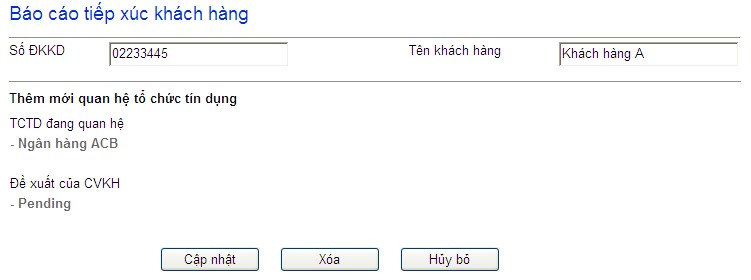 Báo cáo tiếp xúc khách hàng
Số ĐKKD 02233445 Tên khách hàng Khách hàng A
Thêm mới quan hệ tổ chức tín dụng
TCTD đang quan hệ
- Ngân hàng ACB
Đề xuất của CVKH
- Pending
Cập nhật Xóa Hủy bõ